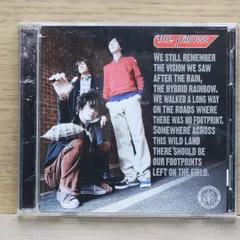 the pillows
WE STILL REMEMBER
THE VISION WE SAW
AFTER THE RAIN.
THE HYBRID RAINBOW.
WE WALKED A LONG WAY
ON THE ROADS WHERE
THERE WAS NO FOOTPRINT.
SOMEWHERE ACROSS
THIS WILD LAND
THERE SHOULD BE
OUR FOOTPRINTS
LEFT ON THE FIELD.